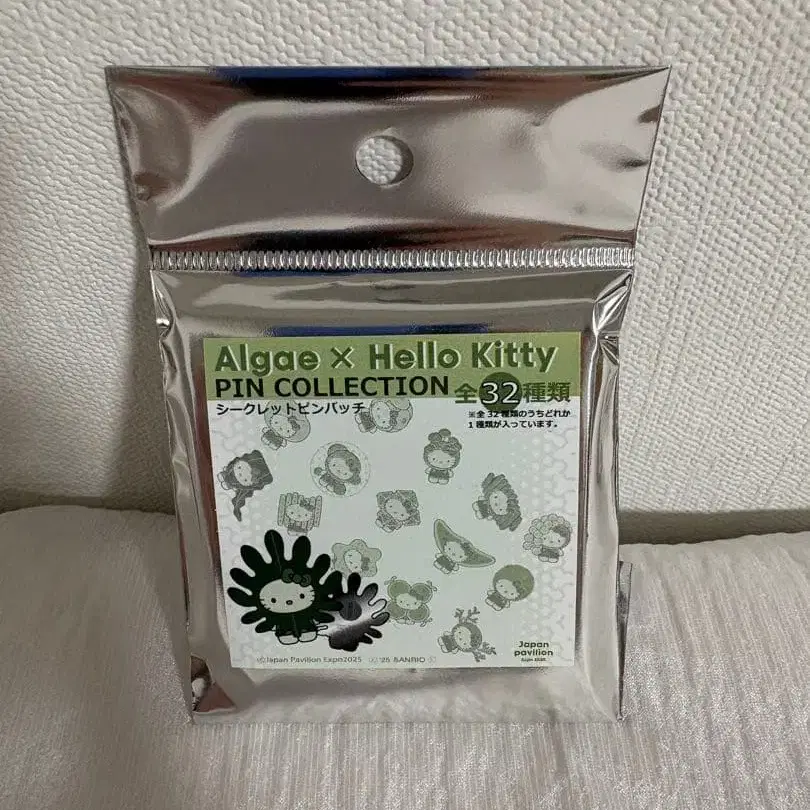 Algae × Hello Kitty
PIN COLLECTION 全32種類
シークレットピンバッチ
※全32種類のうちどれか
1種類が入っています。
Japan
pavilion
Expo 2025
©Japan Pavilion Expo2025 ©'25 SANRIO